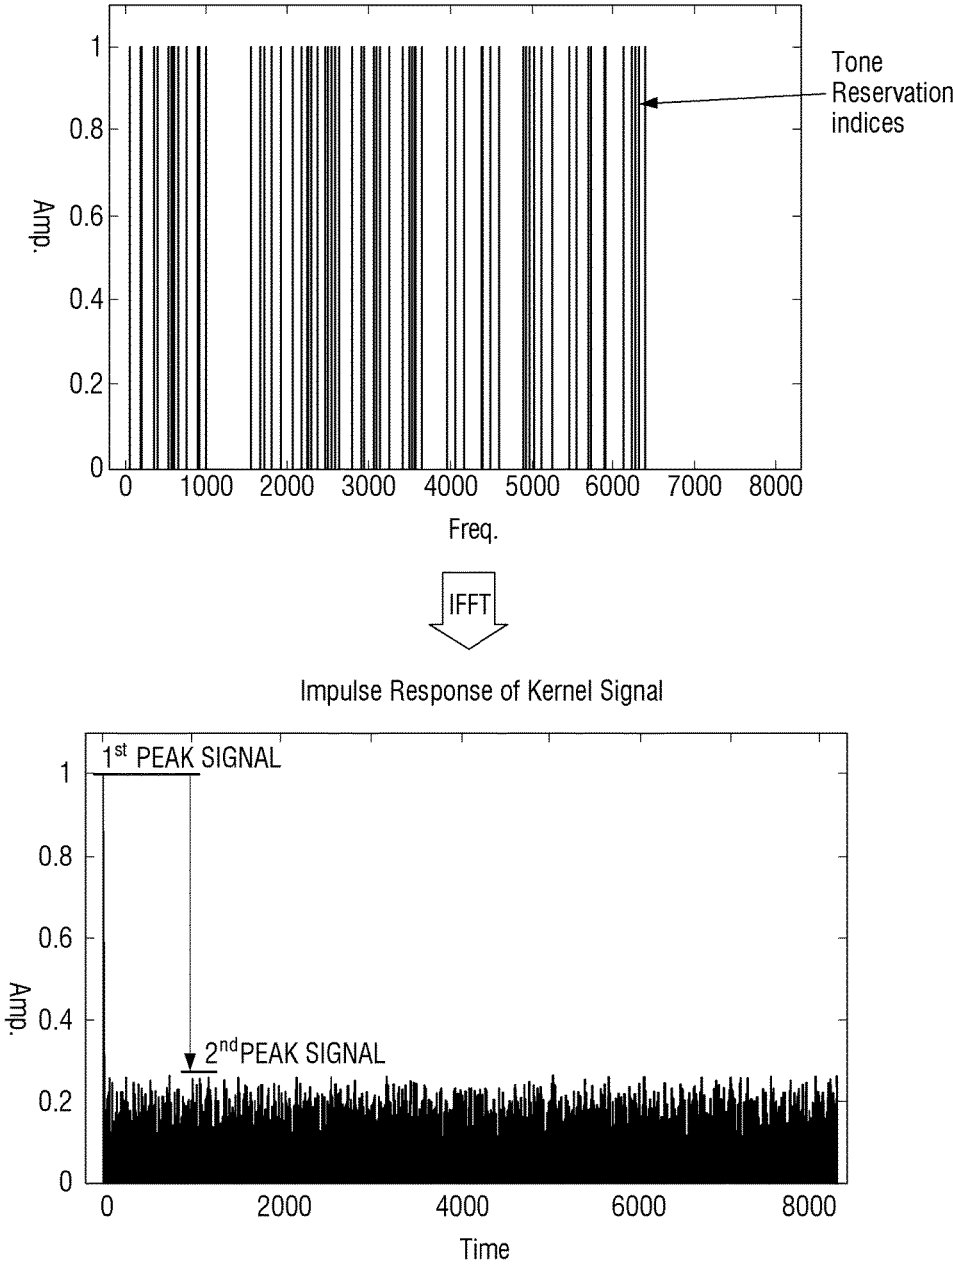 1
0.8
0.6
0.4
0.2
0
Amp.
0 1000 2000 3000 4000 5000 6000 7000 8000
Freq.
Tone
Reservation
indices
IFFT
Impulse Response of Kernel Signal
1st PEAK SIGNAL
2nd PEAK SIGNAL
1
0.8
0.6
0.4
0.2
0
Amp.
0 2000 4000 6000 8000
Time